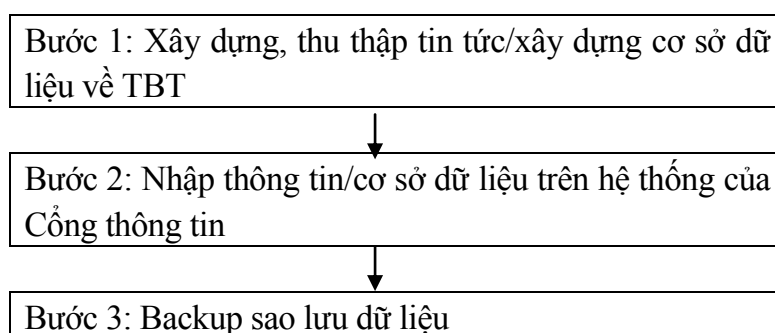 Bước 1: Xây dựng, thu thập tin tức/xây dựng cơ sở dữ
liệu về TBT
Bước 2: Nhập thông tin/cơ sở dữ liệu trên hệ thống của
Cổng thông tin
Bước 3: Backup sao lưu dữ liệu